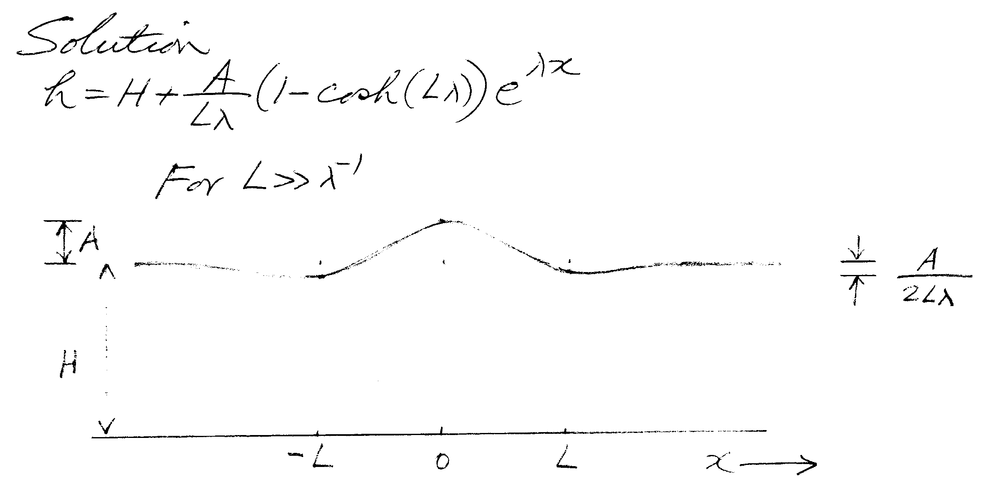 Solution
h = H + A/Lλ (1 - cosh(Lλ)) e^λx
For L >> λ^-1
A
A/2Lλ
H
-L 0 L x →